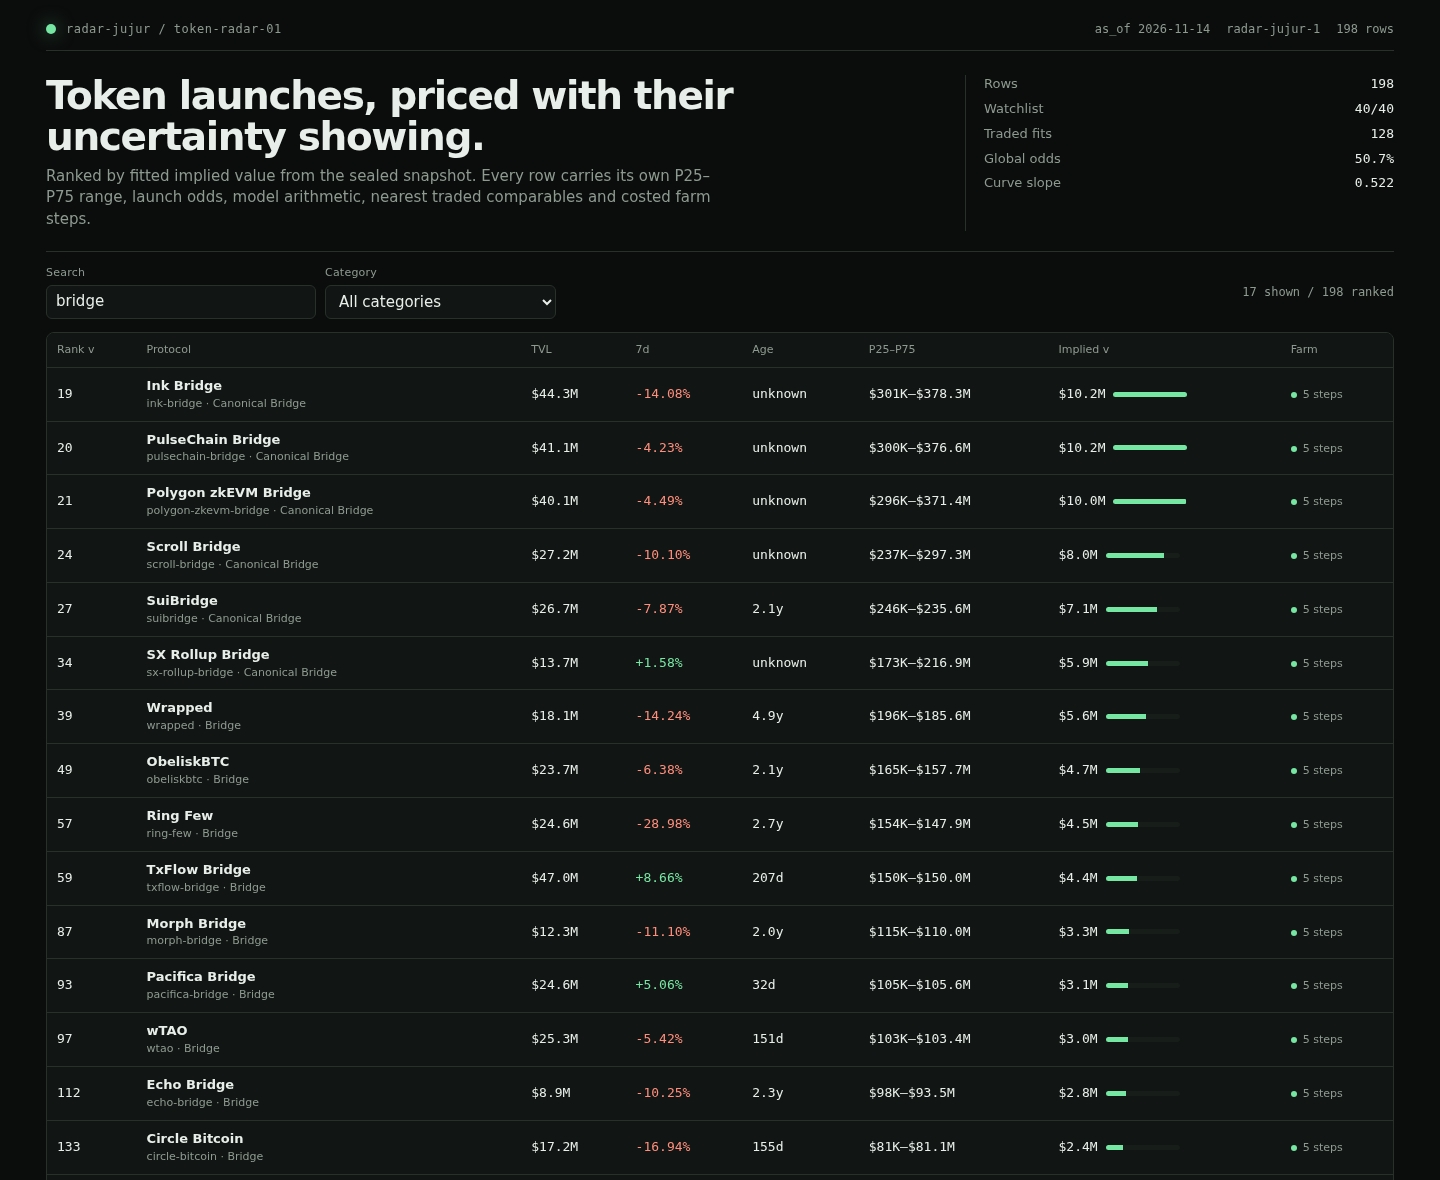 radar-jujur / token-radar-01
as_of 2026-11-14 radar-jujur-1 198 rows
Token launches, priced with their
uncertainty showing.
Ranked by fitted implied value from the sealed snapshot. Every row carries its own P25–
P75 range, launch odds, model arithmetic, nearest traded comparables and costed farm
steps.
Rows 198
Watchlist 40/40
Traded fits 128
Global odds 50.7%
Curve slope 0.522
Search Category
bridge All categories
17 shown / 198 ranked
Rank v Protocol TVL 7d Age P25–P75 Implied v Farm
19 Ink Bridge $44.3M -14.08% unknown $301K–$378.3M $10.2M 5 steps
ink-bridge · Canonical Bridge
20 PulseChain Bridge $41.1M -4.23% unknown $300K–$376.6M $10.2M 5 steps
pulsechain-bridge · Canonical Bridge
21 Polygon zkEVM Bridge $40.1M -4.49% unknown $296K–$371.4M $10.0M 5 steps
polygon-zkevm-bridge · Canonical Bridge
24 Scroll Bridge $27.2M -10.10% unknown $237K–$297.3M $8.0M 5 steps
scroll-bridge · Canonical Bridge
27 SuiBridge $26.7M -7.87% 2.1y $246K–$235.6M $7.1M 5 steps
suibridge · Canonical Bridge
34 SX Rollup Bridge $13.7M +1.58% unknown $173K–$216.9M $5.9M 5 steps
sx-rollup-bridge · Canonical Bridge
39 Wrapped $18.1M -14.24% 4.9y $196K–$185.6M $5.6M 5 steps
wrapped · Bridge
49 ObeliskBTC $23.7M -6.38% 2.1y $165K–$157.7M $4.7M 5 steps
obeliskbtc · Bridge
57 Ring Few $24.6M -28.98% 2.7y $154K–$147.9M $4.5M 5 steps
ring-few · Bridge
59 TxFlow Bridge $47.0M +8.66% 207d $150K–$150.0M $4.4M 5 steps
txflow-bridge · Bridge
87 Morph Bridge $12.3M -11.10% 2.0y $115K–$110.0M $3.3M 5 steps
morph-bridge · Bridge
93 Pacifica Bridge $24.6M +5.06% 32d $105K–$105.6M $3.1M 5 steps
pacifica-bridge · Bridge
97 wTAO $25.3M -5.42% 151d $103K–$103.4M $3.0M 5 steps
wtao · Bridge
112 Echo Bridge $8.9M -10.25% 2.3y $98K–$93.5M $2.8M 5 steps
echo-bridge · Bridge
133 Circle Bitcoin $17.2M -16.94% 155d $81K–$81.1M $2.4M 5 steps
circle-bitcoin · Bridge